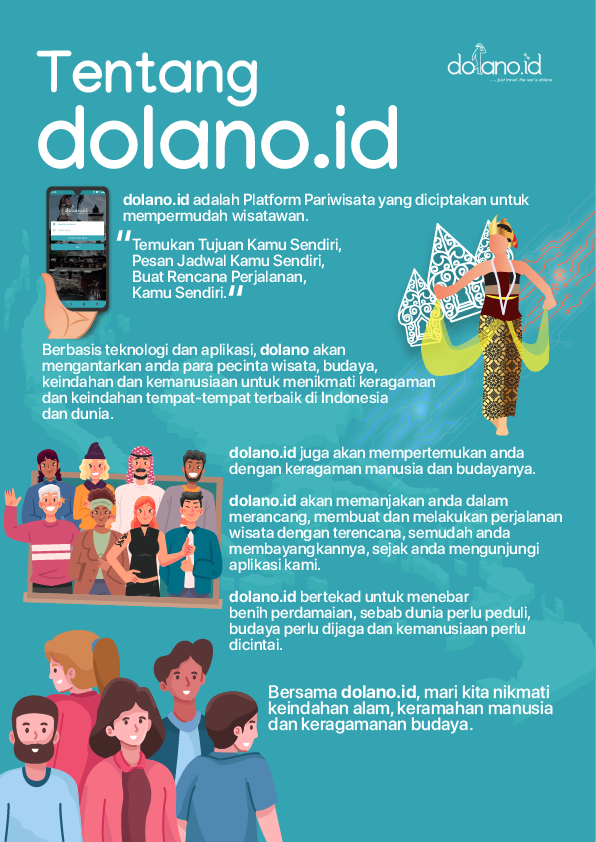 Tentang
dolano.id
dolano.id
... just travel, the rest is dolano
dolano.id adalah Platform Pariwisata yang diciptakan untuk
mempermudah wisatawan.
"Temukan Tujuan Kamu Sendiri,
Pesan Jadwal Kamu Sendiri,
Buat Rencana Perjalanan,
Kamu Sendiri."
Berbasis teknologi dan aplikasi, dolano akan
mengantarkan anda para pecinta wisata, budaya,
keindahan dan kemanusiaan untuk menikmati keragaman
dan keindahan tempat-tempat terbaik di Indonesia
dan dunia.
dolano.id juga akan mempertemukan anda
dengan keragaman manusia dan budayanya.
dolano.id akan memanjakan anda dalam
merancang, membuat dan melakukan perjalanan
wisata dengan terencana, semudah anda
membayangkannya, sejak anda mengunjungi
aplikasi kami.
dolano.id bertekad untuk menebar
benih perdamaian, sebab dunia perlu peduli,
budaya perlu dijaga dan kemanusiaan perlu
dicintai.
Bersama dolano.id, mari kita nikmati
keindahan alam, keramahan manusia
dan keragamanan budaya.